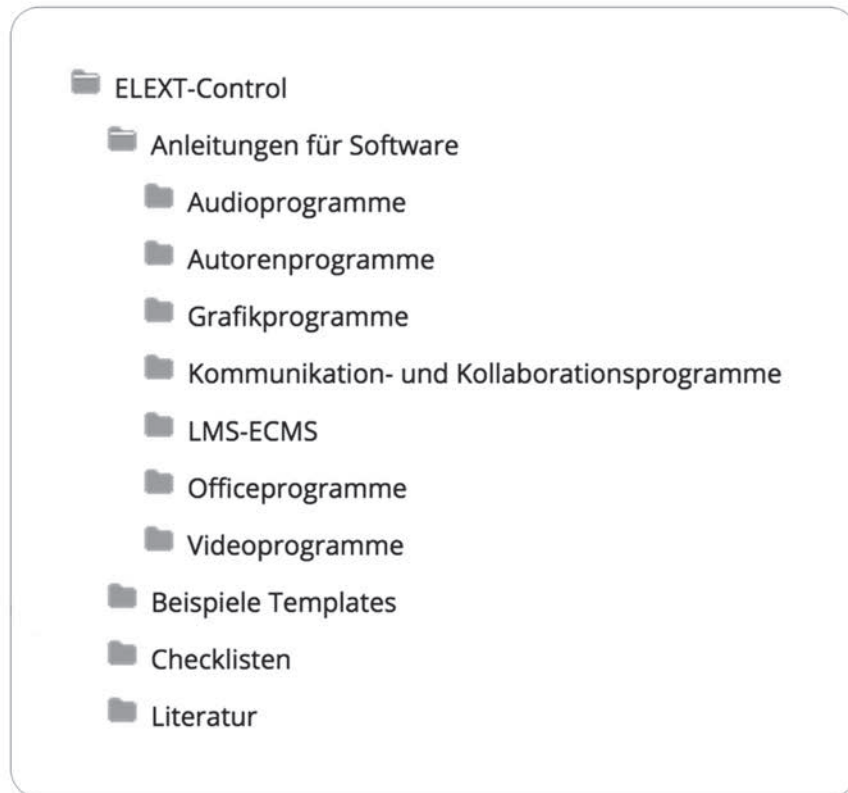 ELEXT-Control
Anleitungen für Software
Audioprogramme
Autorenprogramme
Grafikprogramme
Kommunikation- und Kollaborationsprogramme
LMS-ECMS
Officeprogramme
Videoprogramme
Beispiele Templates
Checklisten
Literatur